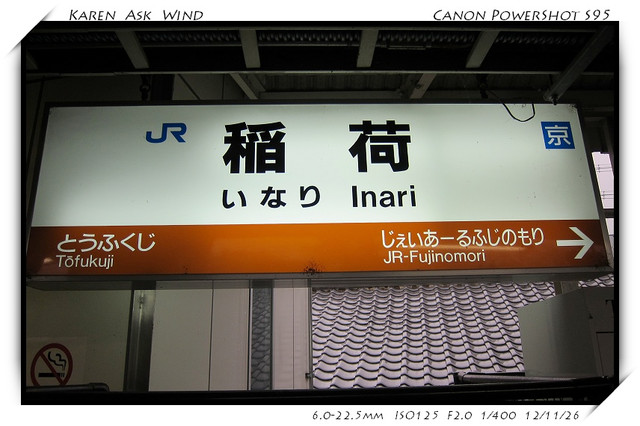 KAREN ASK WIND
CANON POWERSHOT S95
JR 稲荷 京
いなり Inari
とうふくじ
Tōfukuji
じぇいあーるふじのもり
JR-Fujinomori
6.0-22.5MM ISO125 F2.0 1/400 12/11/26